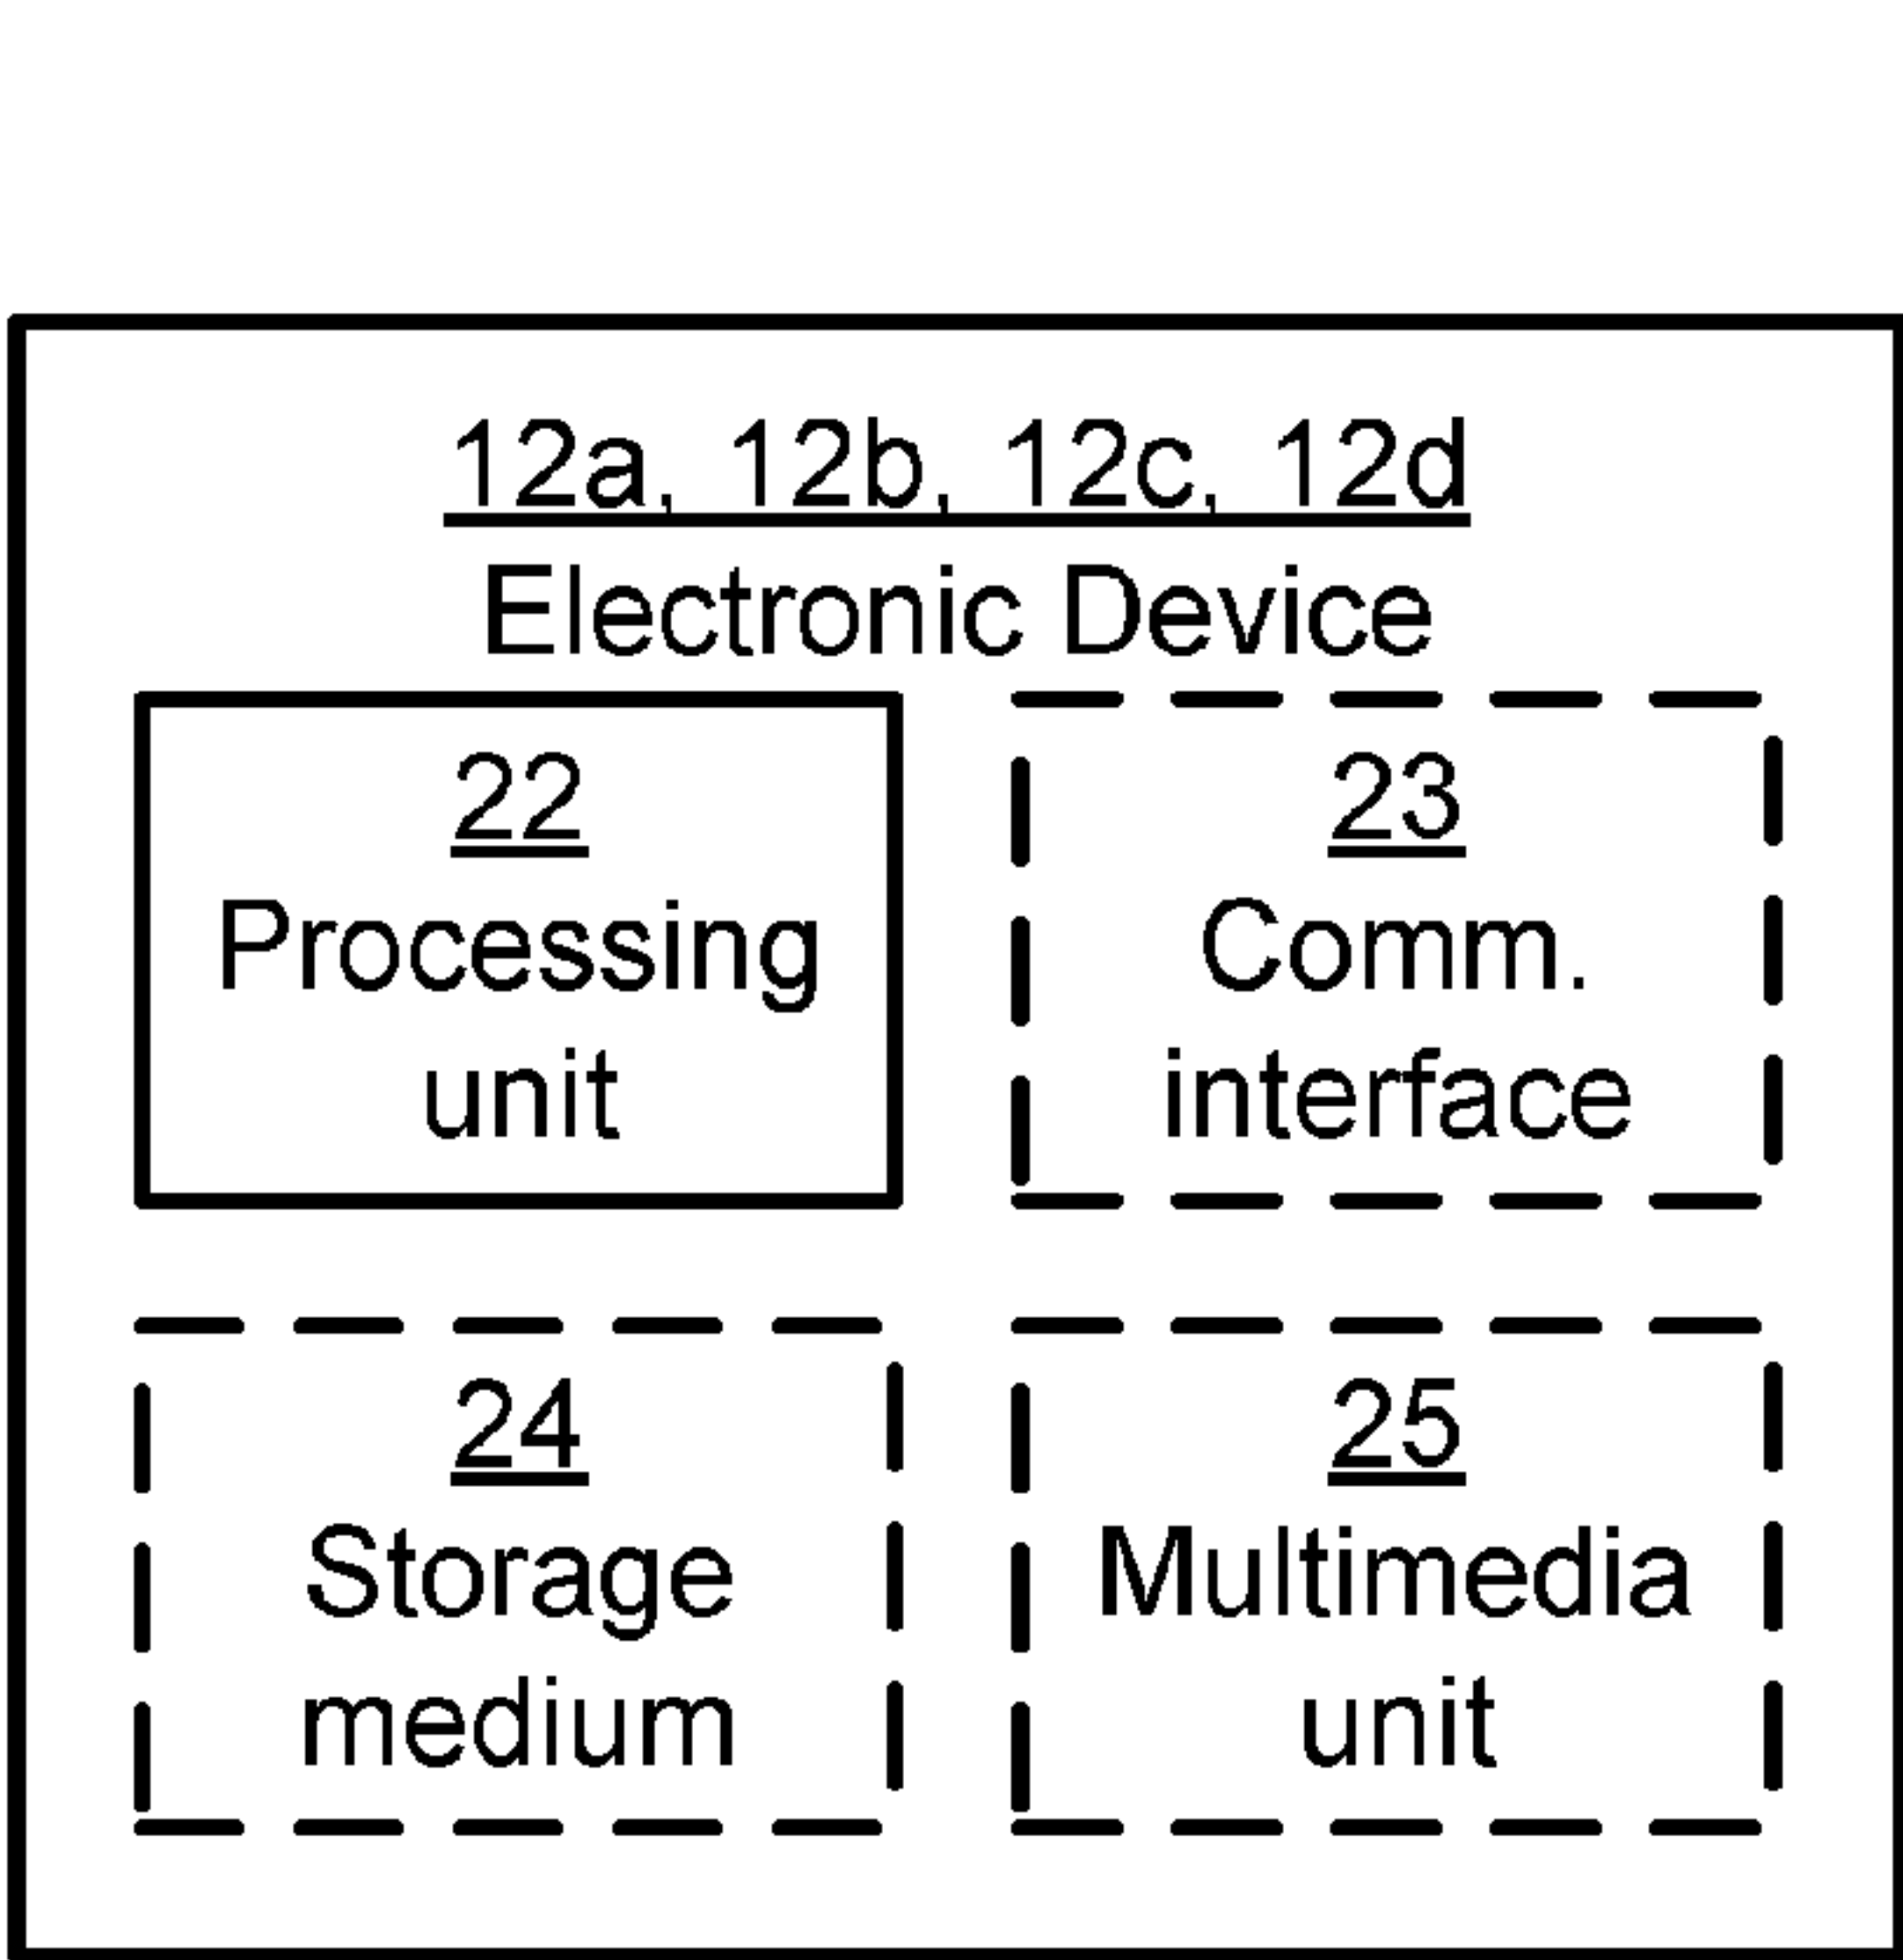 12a, 12b, 12c, 12d
Electronic Device
22
Processing
unit
23
Comm.
interface
24
Storage
medium
25
Multimedia
unit